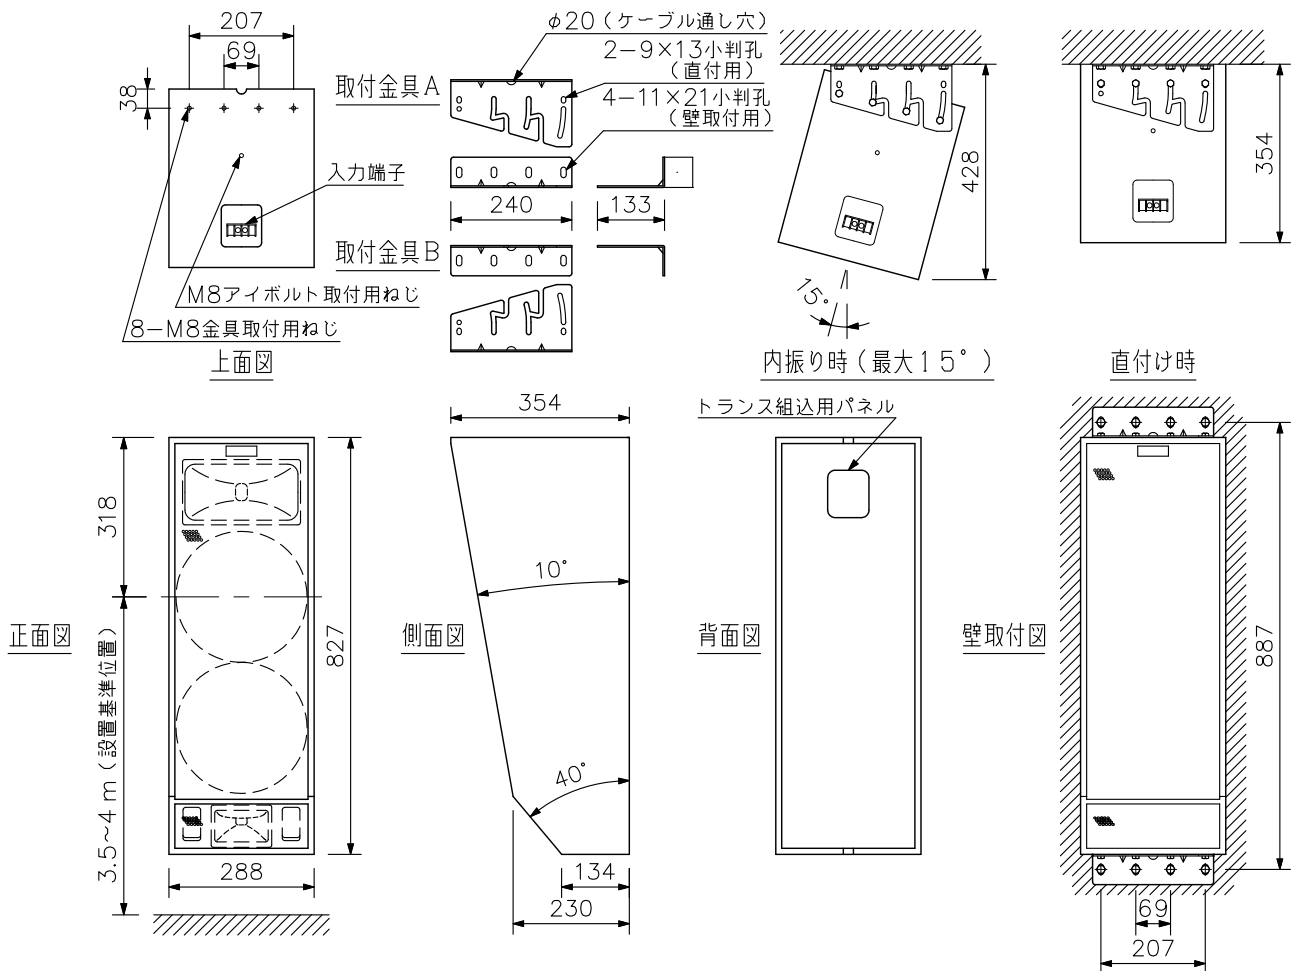 207
69
38
入力端子
M8アイボルト取付用ねじ
8−M8金具取付用ねじ
上面図
φ20（ケーブル通し穴）
2−9×13小判孔
（直付用）
4−11×21小判孔
（壁取付用）
取付金具A
240
133
取付金具B
428
15°
内振り時（最大15°）
354
直付け時
318
827
3.5~4m（設置基準位置）
288
正面図
354
10°
40°
134
230
側面図
トランス組込用パネル
背面図
887
69
207
壁取付図